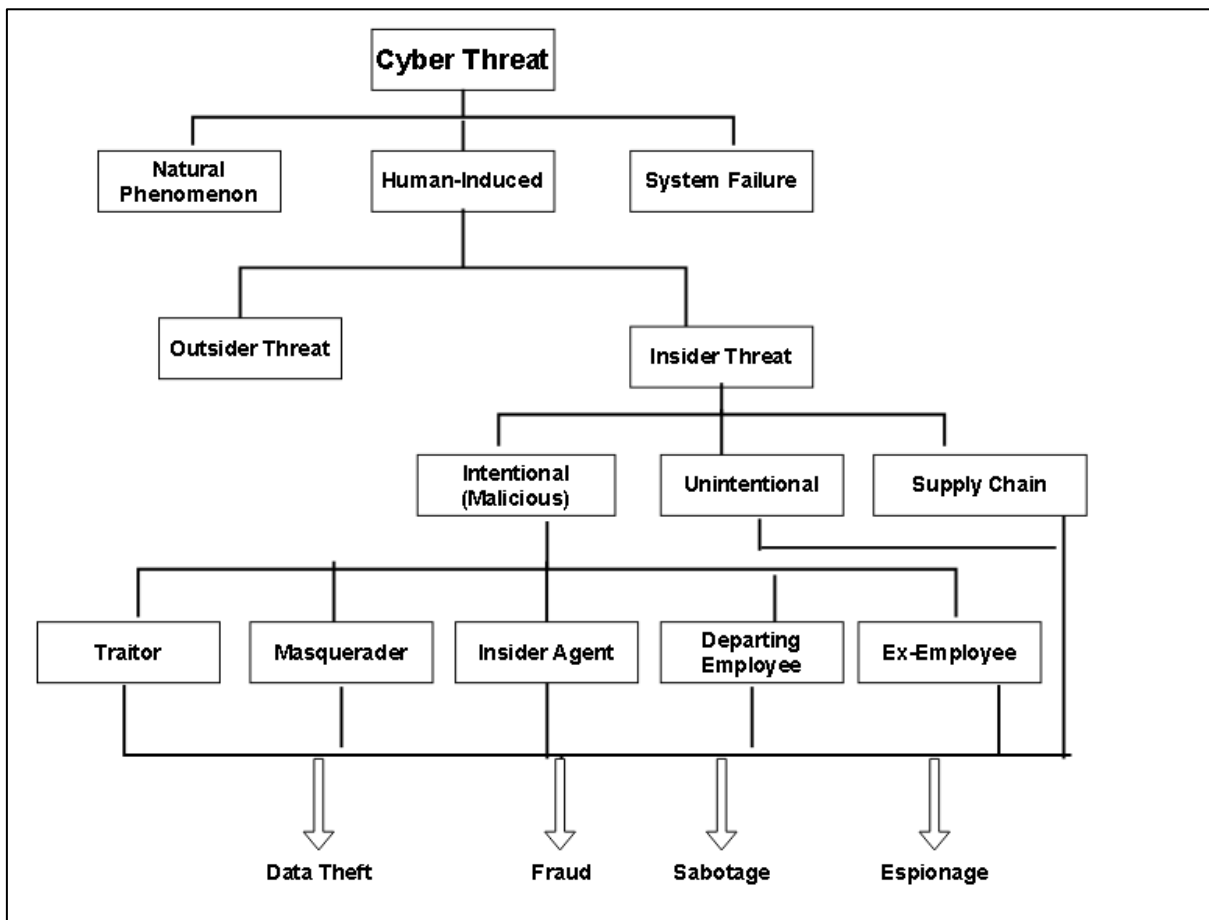 Cyber Threat
Natural
Phenomenon
Human-Induced
System Failure
Outsider Threat
Insider Threat
Intentional
(Malicious)
Unintentional
Supply Chain
Traitor
Masquerader
Insider Agent
Departing
Employee
Ex-Employee
Data Theft
Fraud
Sabotage
Espionage